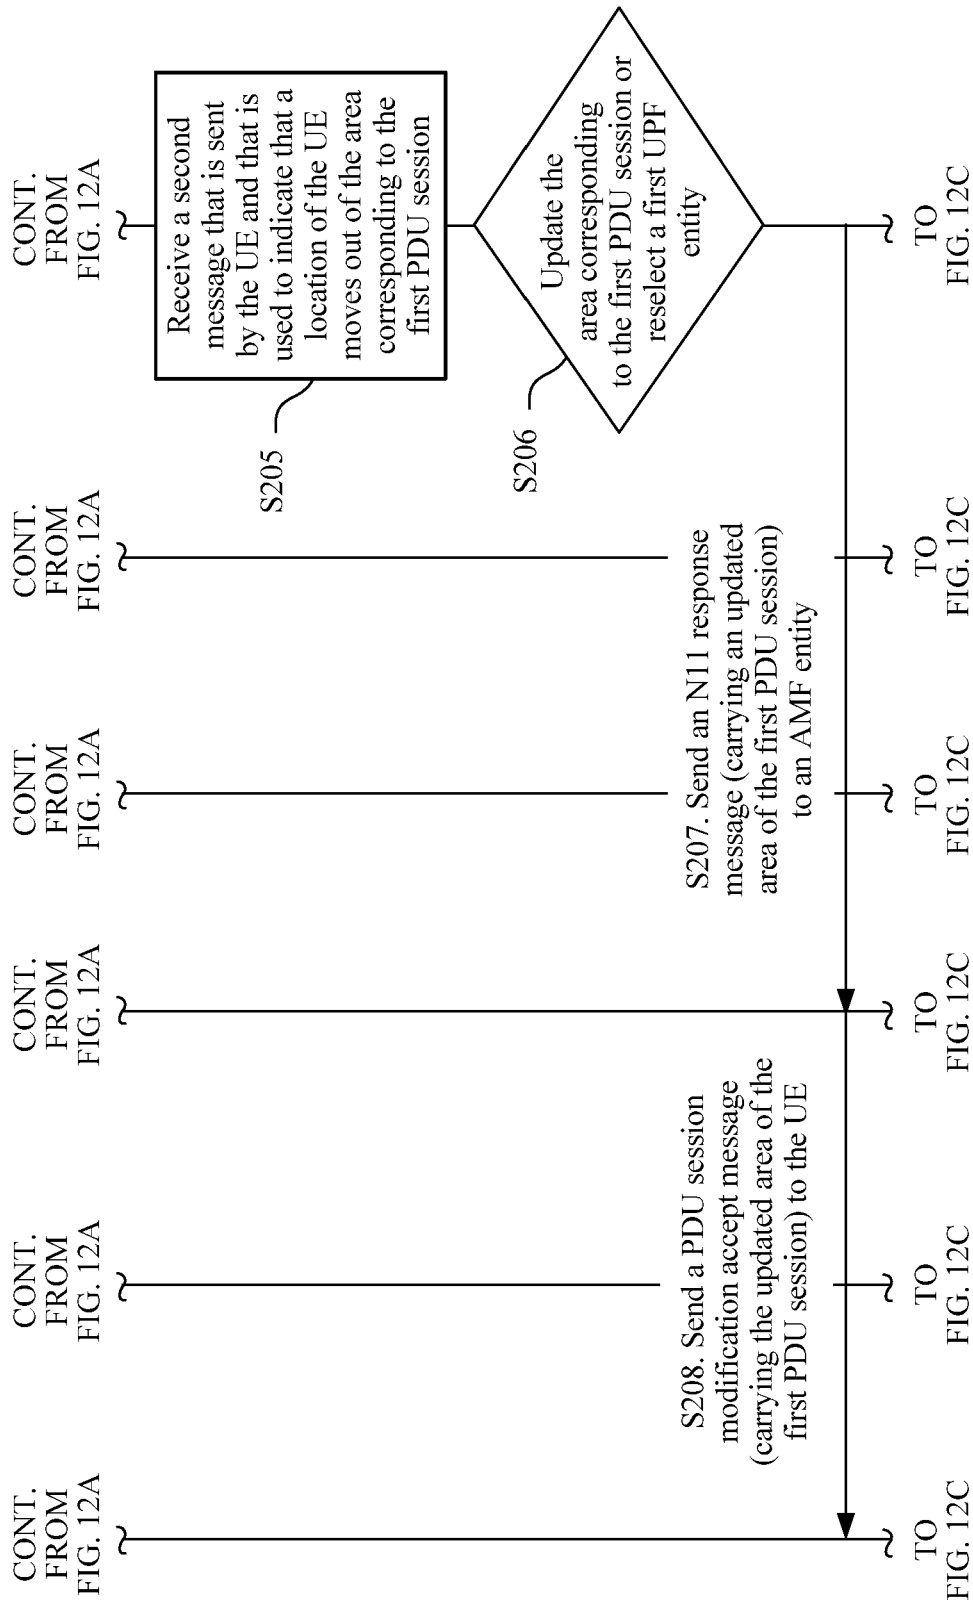 CONT.
FROM
FIG. 12A
CONT.
FROM
FIG. 12A
CONT.
FROM
FIG. 12A
CONT.
FROM
FIG. 12A
CONT.
FROM
FIG. 12A
CONT.
FROM
FIG. 12A
Receive a second
message that is sent
by the UE and that is
used to indicate that a
location of the UE
moves out of the area
corresponding to the
first PDU session
S205
Update the
area corresponding
to the first PDU session or
reselect a first UPF
entity
S206
S207. Send an N11 response
message (carrying an updated
area of the first PDU session)
to an AMF entity
S208. Send a PDU session
modification accept message
(carrying the updated area of the
first PDU session) to the UE
TO
FIG. 12C
TO
FIG. 12C
TO
FIG. 12C
TO
FIG. 12C
TO
FIG. 12C
TO
FIG. 12C